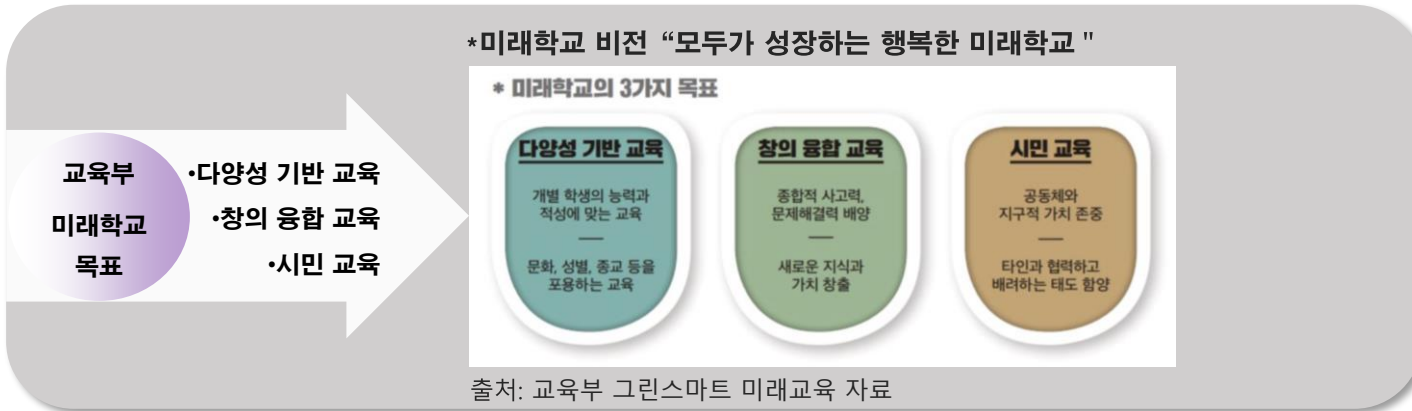 *미래학교 비전 “모두가 성장하는 행복한 미래학교 "
교육부
미래학교
목표
·다양성 기반 교육
·창의 융합 교육
·시민 교육
* 미래학교의 3가지 목표
다양성 기반 교육
개별 학생의 능력과
적성에 맞는 교육
문화, 성별, 종교 등을
포용하는 교육
창의 융합 교육
종합적 사고력,
문제해결력 배양
새로운 지식과
가치 창출
시민 교육
공동체와
지구적 가치 존중
타인과 협력하고
배려하는 태도 함양
출처: 교육부 그린스마트 미래교육 자료